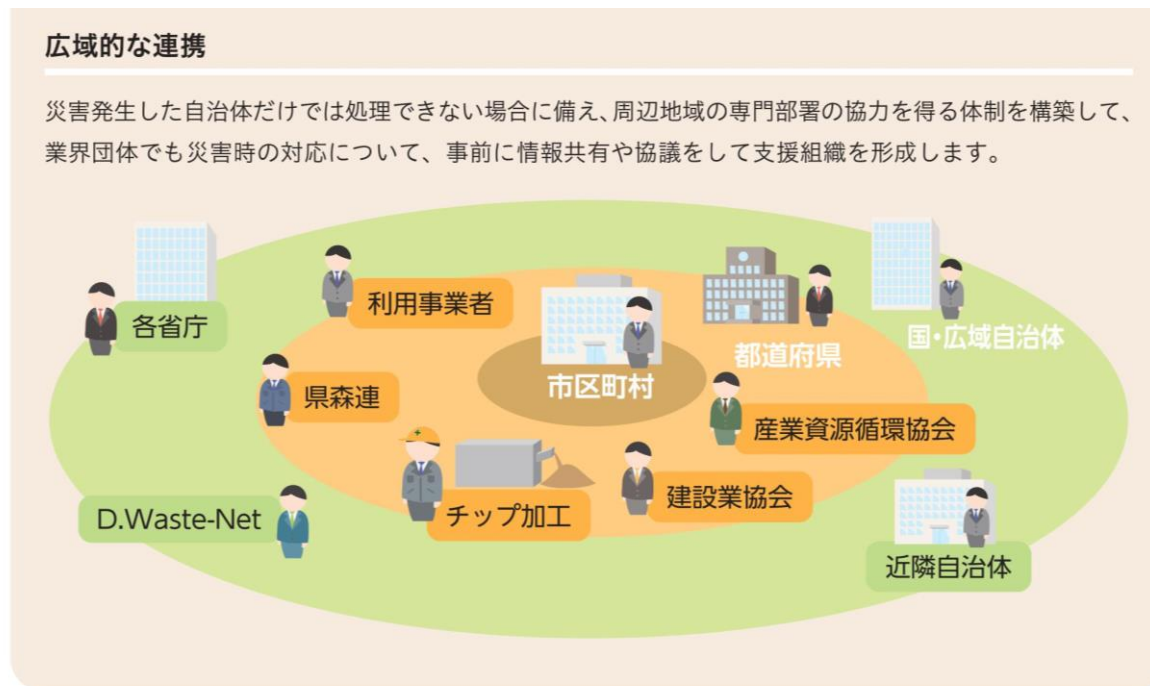 広域的な連携
災害発生した自治体だけでは処理できない場合に備え、周辺地域の専門部署の協力を得る体制を構築して、
業界団体でも災害時の対応について、事前に情報共有や協議をして支援組織を形成します。
各省庁
利用事業者
都道府県
国・広域自治体
県森連
市区町村
産業資源循環協会
D.Waste-Net
チップ加工
建設業協会
近隣自治体